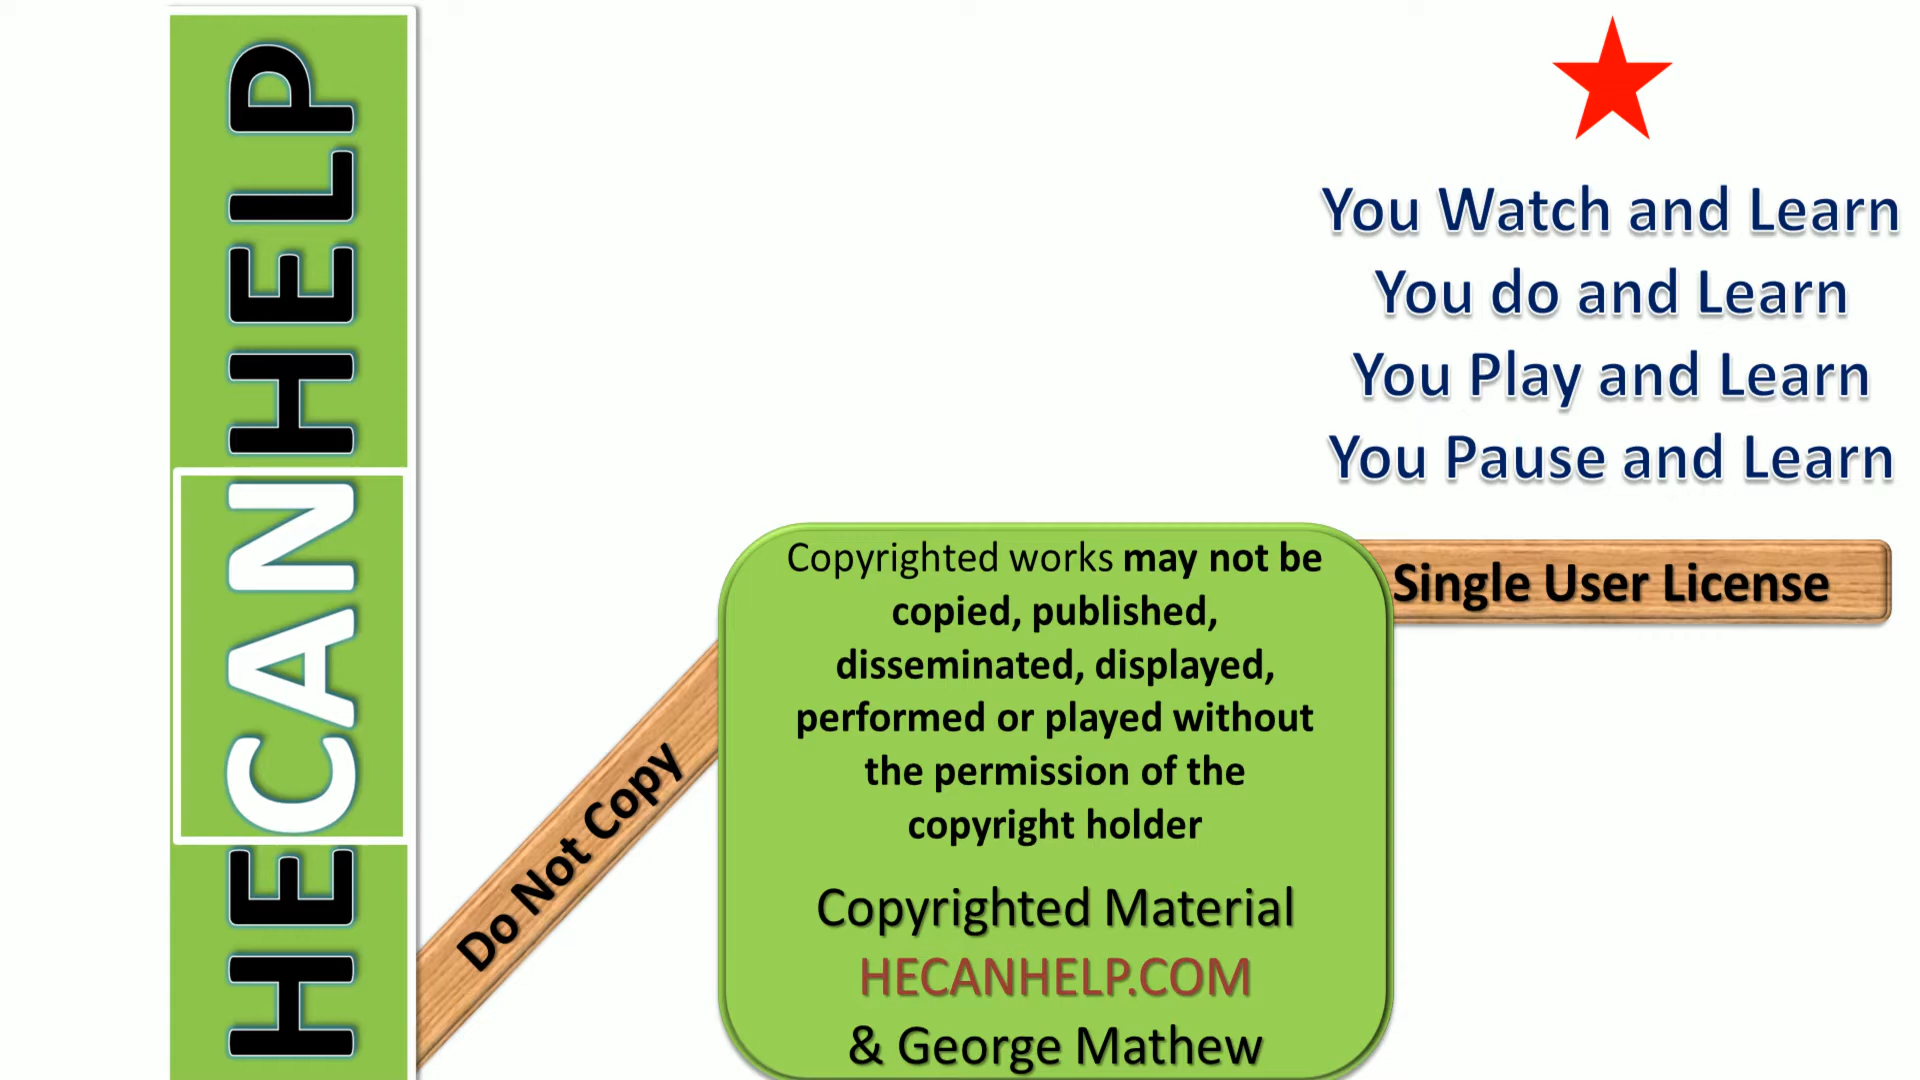 HECANHELP
You Watch and Learn
You do and Learn
You Play and Learn
You Pause and Learn
Single User License
Do Not Copy
Copyrighted works may not be
copied, published,
disseminated, displayed,
performed or played without
the permission of the
copyright holder
Copyrighted Material
HECANHELP.COM
& George Mathew